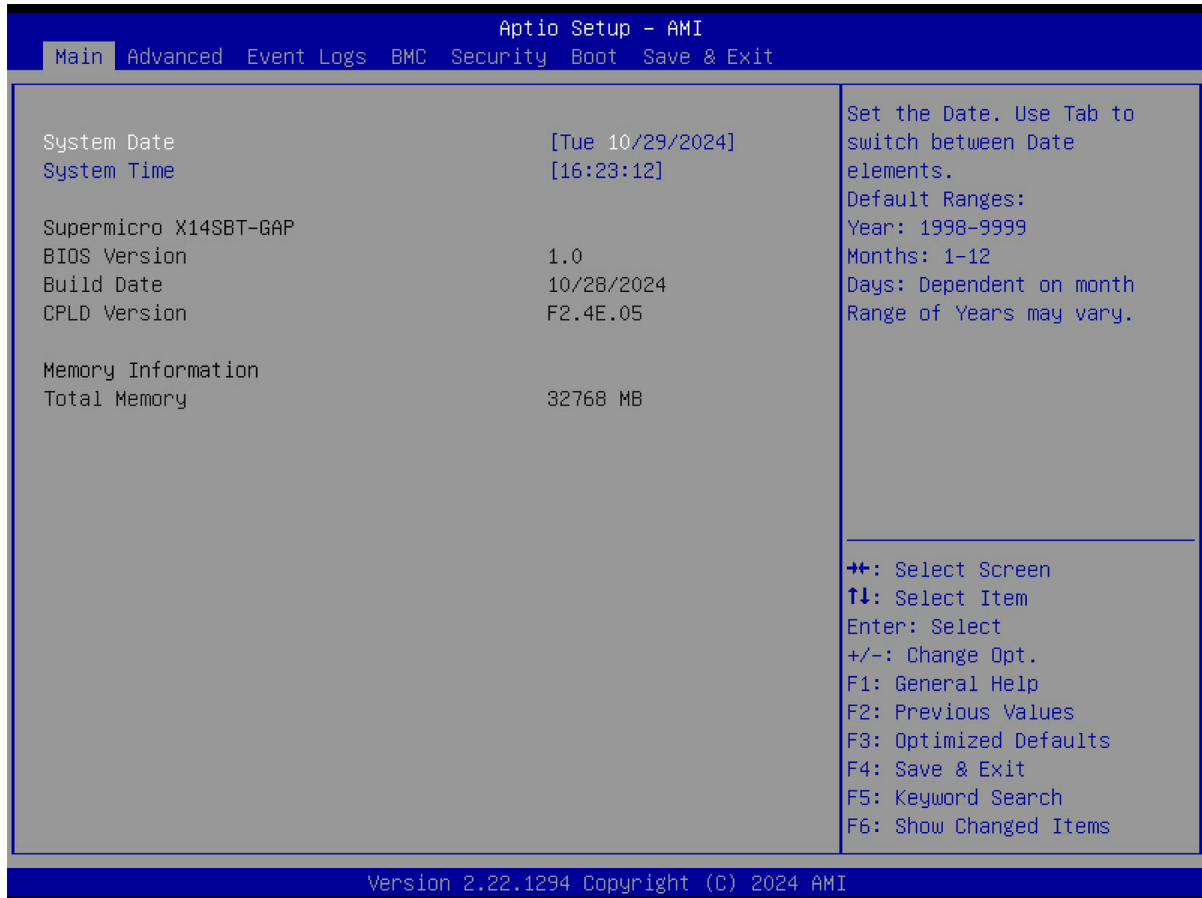 Aptio Setup – AMI
Main Advanced Event Logs BMC Security Boot Save & Exit
System Date [Tue 10/29/2024]
System Time [16:23:12]
Supermicro X14SBT-GAP
BIOS Version 1.0
Build Date 10/28/2024
CPLD Version F2.4E.05
Memory Information
Total Memory 32768 MB
Set the Date. Use Tab to
switch between Date
elements.
Default Ranges:
Year: 1998-9999
Months: 1-12
Days: Dependent on month
Range of Years may vary.
→←: Select Screen
↑↓: Select Item
Enter: Select
+/-: Change Opt.
F1: General Help
F2: Previous Values
F3: Optimized Defaults
F4: Save & Exit
F5: Keyword Search
F6: Show Changed Items
Version 2.22.1294 Copyright (C) 2024 AMI